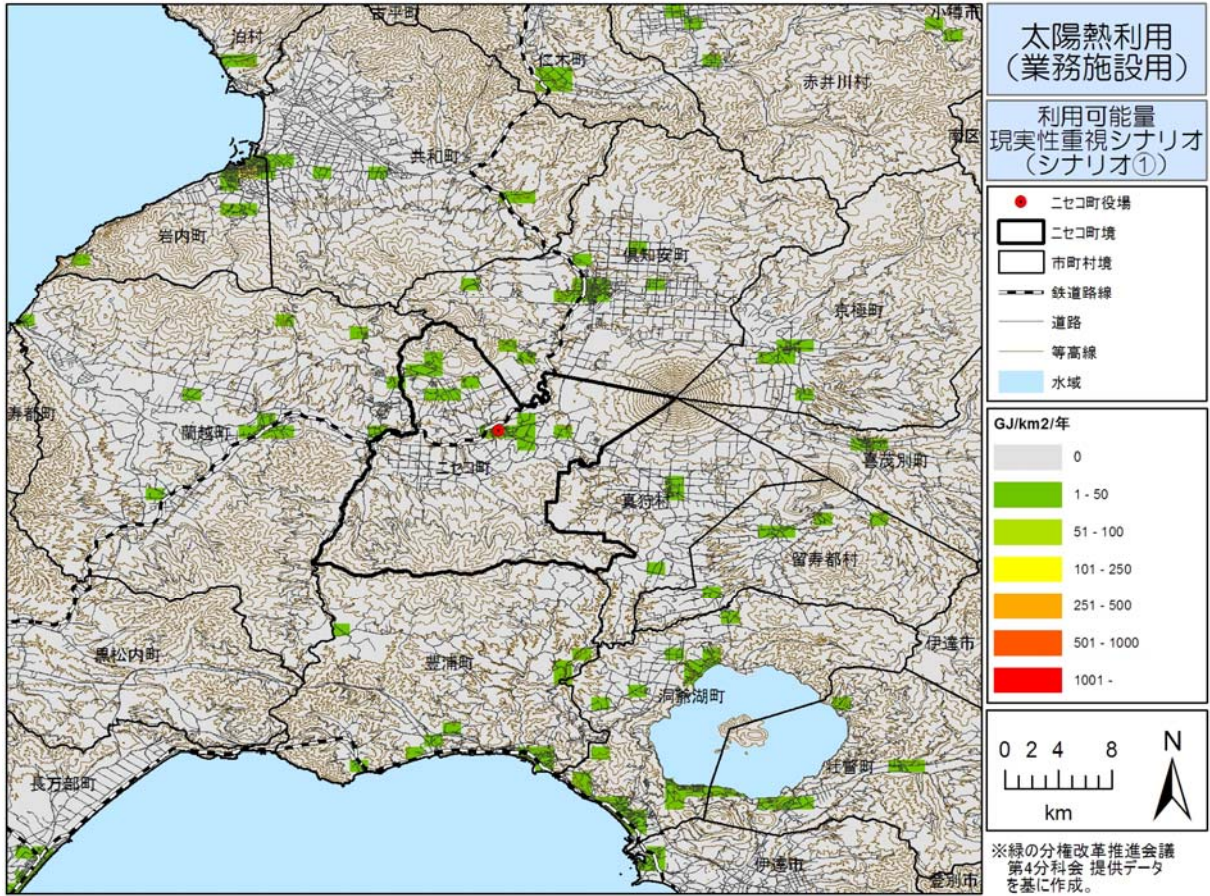 太陽熱利用
（業務施設用）
利用可能量
現実性重視シナリオ
（シナリオ①）
ニセコ町役場
ニセコ町境
市町村境
鉄道路線
道路
等高線
水域
GJ/km2/年
0
1 - 50
51 - 100
101 - 250
251 - 500
501 - 1000
1001 -
0 2 4 8
km
N
※緑の分権改革推進会議
第4分科会 提供データ
を基に作成。
古平町
小樽市
泊村
仁木町
赤井川村
南区
共和町
岩内町
倶知安町
京極町
寿都町
蘭越町
ニセコ町
喜茂別町
真狩村
留寿都村
黒松内町
豊浦町
伊達市
洞爺湖町
長万部町
壮瞥町
伊達市
登別市